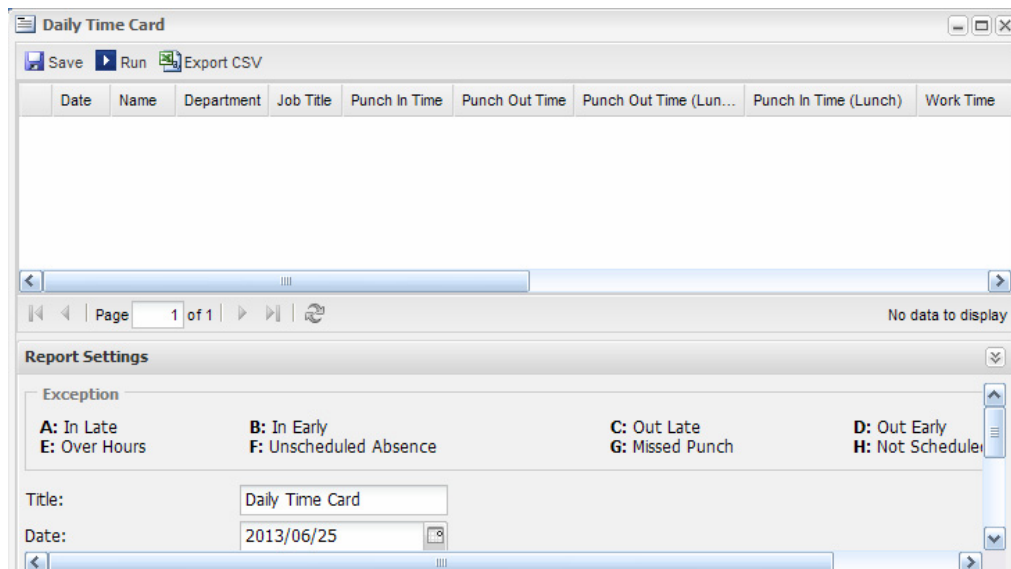 Daily Time Card
Save Run Export CSV
Date Name Department Job Title Punch In Time Punch Out Time Punch Out Time (Lun... Punch In Time (Lunch) Work Time
Page 1 of 1 No data to display
Report Settings
Exception
A: In Late B: In Early C: Out Late D: Out Early
E: Over Hours F: Unscheduled Absence G: Missed Punch H: Not Scheduled
Title: Daily Time Card
Date: 2013/06/25